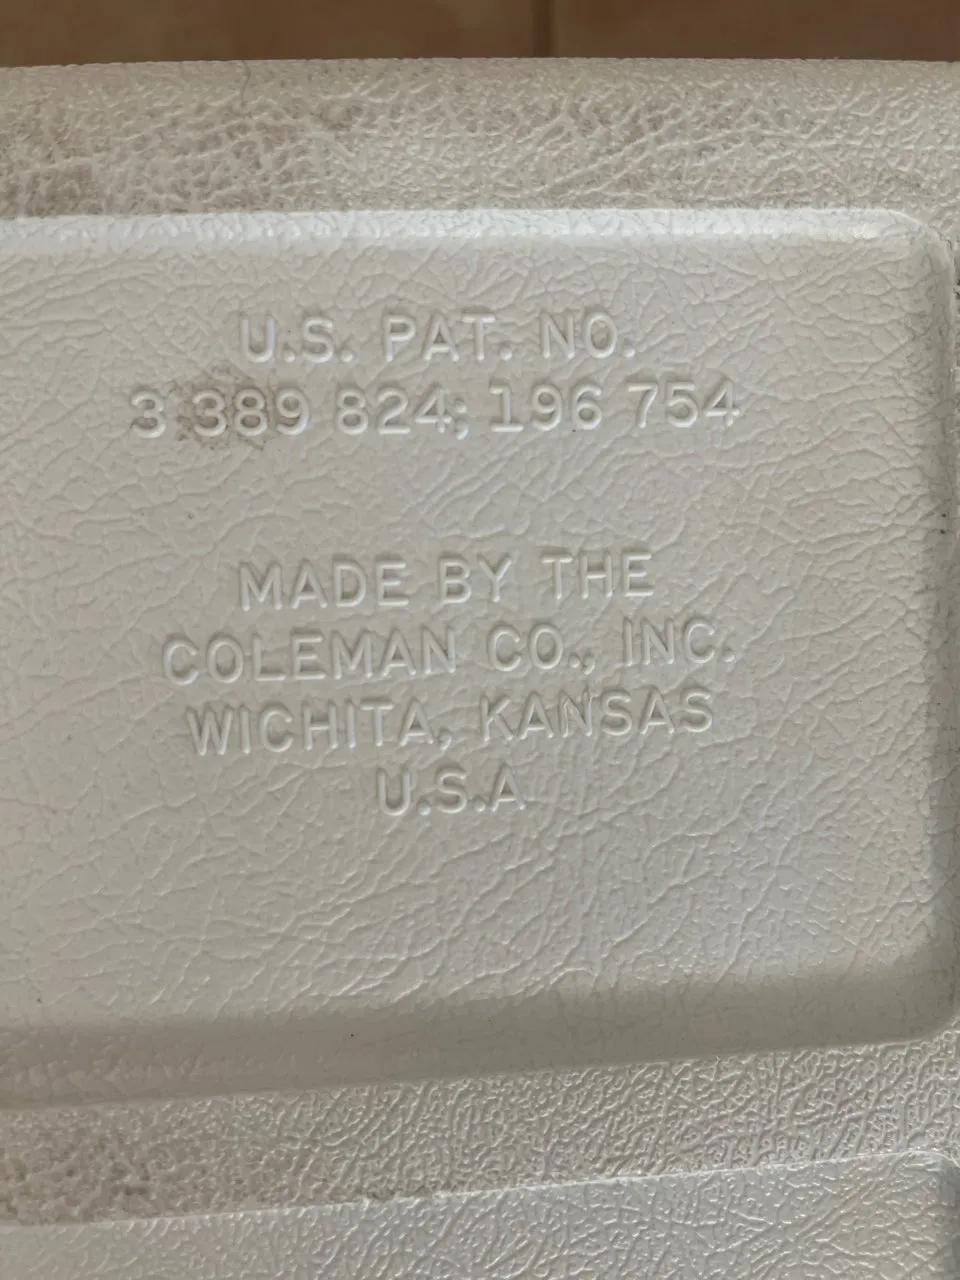 U.S. PAT. NO.
3 389 824; 196 754
MADE BY THE
COLEMAN CO., INC.
WICHITA, KANSAS
U.S.A